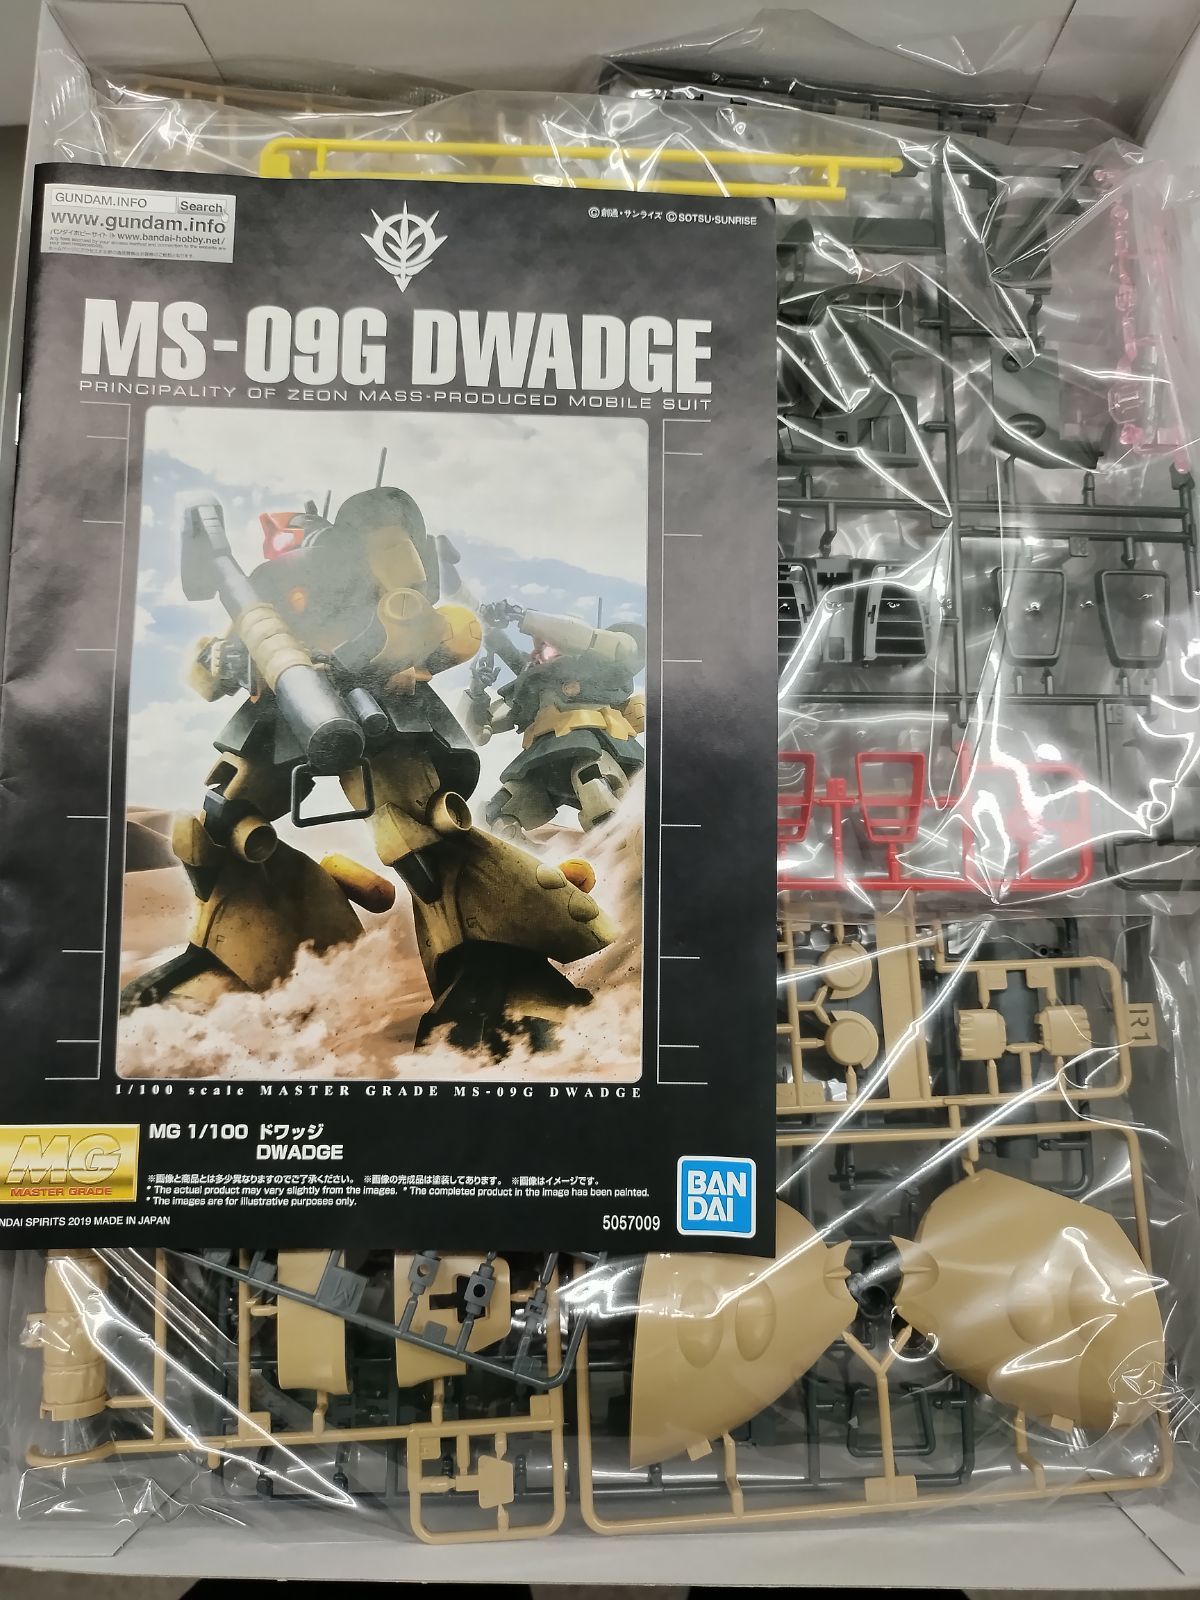 GUNDAM.INFO Search
www.gundam.info
バンダイホビーサイト www.bandai-hobby.net/
©創通・サンライズ ©SOTSU・SUNRISE
MS-09G DWADGE
PRINCIPALITY OF ZEON MASS-PRODUCED MOBILE SUIT
1/100 scale MASTER GRADE MS-09G DWADGE
MG
MASTER GRADE
MG 1/100 ドワッジ
DWADGE
※画像と商品とは多少異なりますのでご了承ください。 ※画像の完成品は塗装してあります。 ※画像はイメージです。
* The actual product may vary slightly from the images. * The completed product in the image has been painted.
* The images are for illustrative purposes only.
NDAI SPIRITS 2019 MADE IN JAPAN
5057009
BAN
DAI
R1